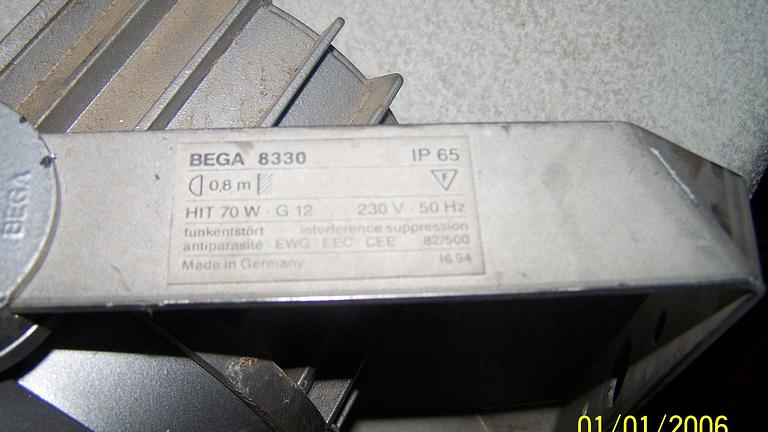 BEGA
BEGA 8330 IP 65
0,8 m F
HIT 70 W · G 12 230 V · 50 Hz
funkentstört · interference suppression
antiparasité · EWG · EEC · CEE 82/500
Made in Germany 16.94
01/01/2006